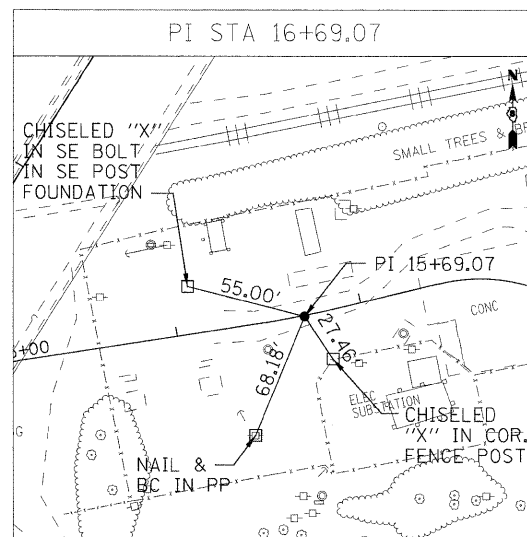 PI STA 16+69.07
N
CHISELED "X"
IN SE BOLT
IN SE POST
FOUNDATION
SMALL TREES &
PI 15+69.07
55.00'
27.46'
68.18'
CONC
ELEC
SUBSTATION
CHISELED
"X" IN COR.
FENCE POST
NAIL &
BC IN PP
G